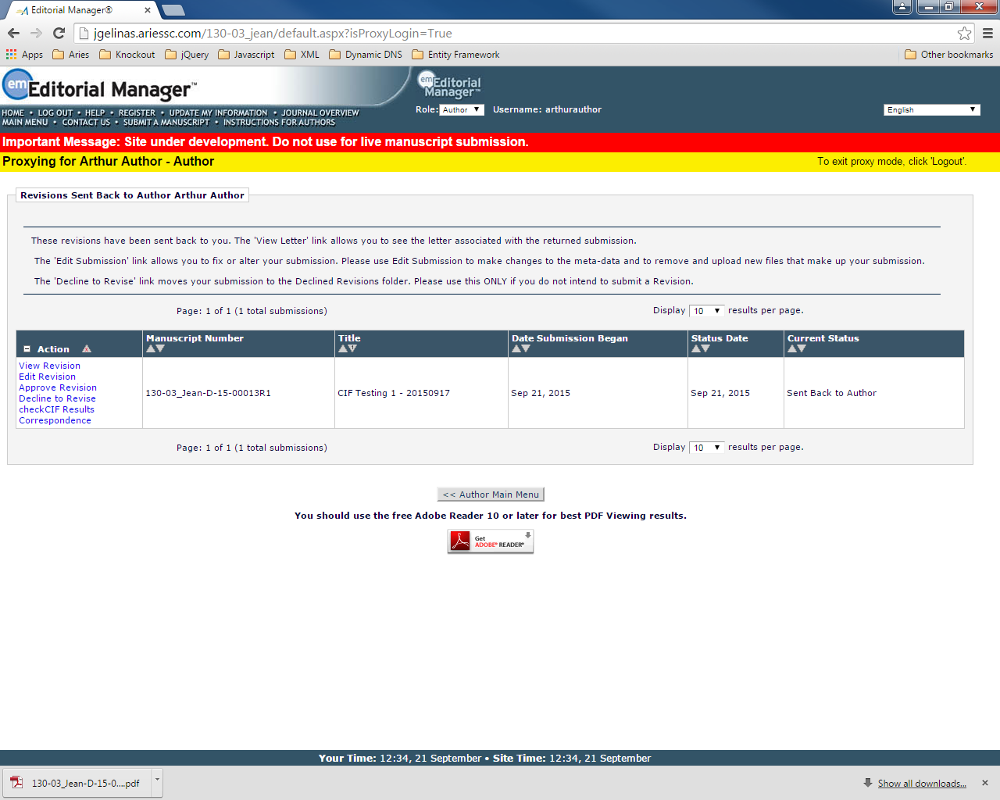 Editorial Manager®
jgelinas.ariessc.com/130-03_jean/default.aspx?isProxyLogin=True
Apps Aries Knockout jQuery Javascript XML Dynamic DNS Entity Framework Other bookmarks
em Editorial Manager™
em Editorial Manager™
Role: Author Username: arthurauthor English
HOME • LOG OUT • HELP • REGISTER • UPDATE MY INFORMATION • JOURNAL OVERVIEW
MAIN MENU • CONTACT US • SUBMIT A MANUSCRIPT • INSTRUCTIONS FOR AUTHORS
Important Message: Site under development. Do not use for live manuscript submission.
Proxying for Arthur Author - Author To exit proxy mode, click 'Logout'.
Revisions Sent Back to Author Arthur Author
These revisions have been sent back to you. The 'View Letter' link allows you to see the letter associated with the returned submission.
The 'Edit Submission' link allows you to fix or alter your submission. Please use Edit Submission to make changes to the meta-data and to remove and upload new files that make up your submission.
The 'Decline to Revise' link moves your submission to the Declined Revisions folder. Please use this ONLY if you do not intend to submit a Revision.
Page: 1 of 1 (1 total submissions) Display 10 results per page.
Action Manuscript Number Title Date Submission Began Status Date Current Status
View Revision
Edit Revision
Approve Revision
Decline to Revise
checkCIF Results
Correspondence
130-03_Jean-D-15-00013R1 CIF Testing 1 - 20150917 Sep 21, 2015 Sep 21, 2015 Sent Back to Author
Page: 1 of 1 (1 total submissions) Display 10 results per page.
<< Author Main Menu
You should use the free Adobe Reader 10 or later for best PDF Viewing results.
Get
ADOBE® READER®
Your Time: 12:34, 21 September • Site Time: 12:34, 21 September
130-03_Jean-D-15-0....pdf Show all downloads...